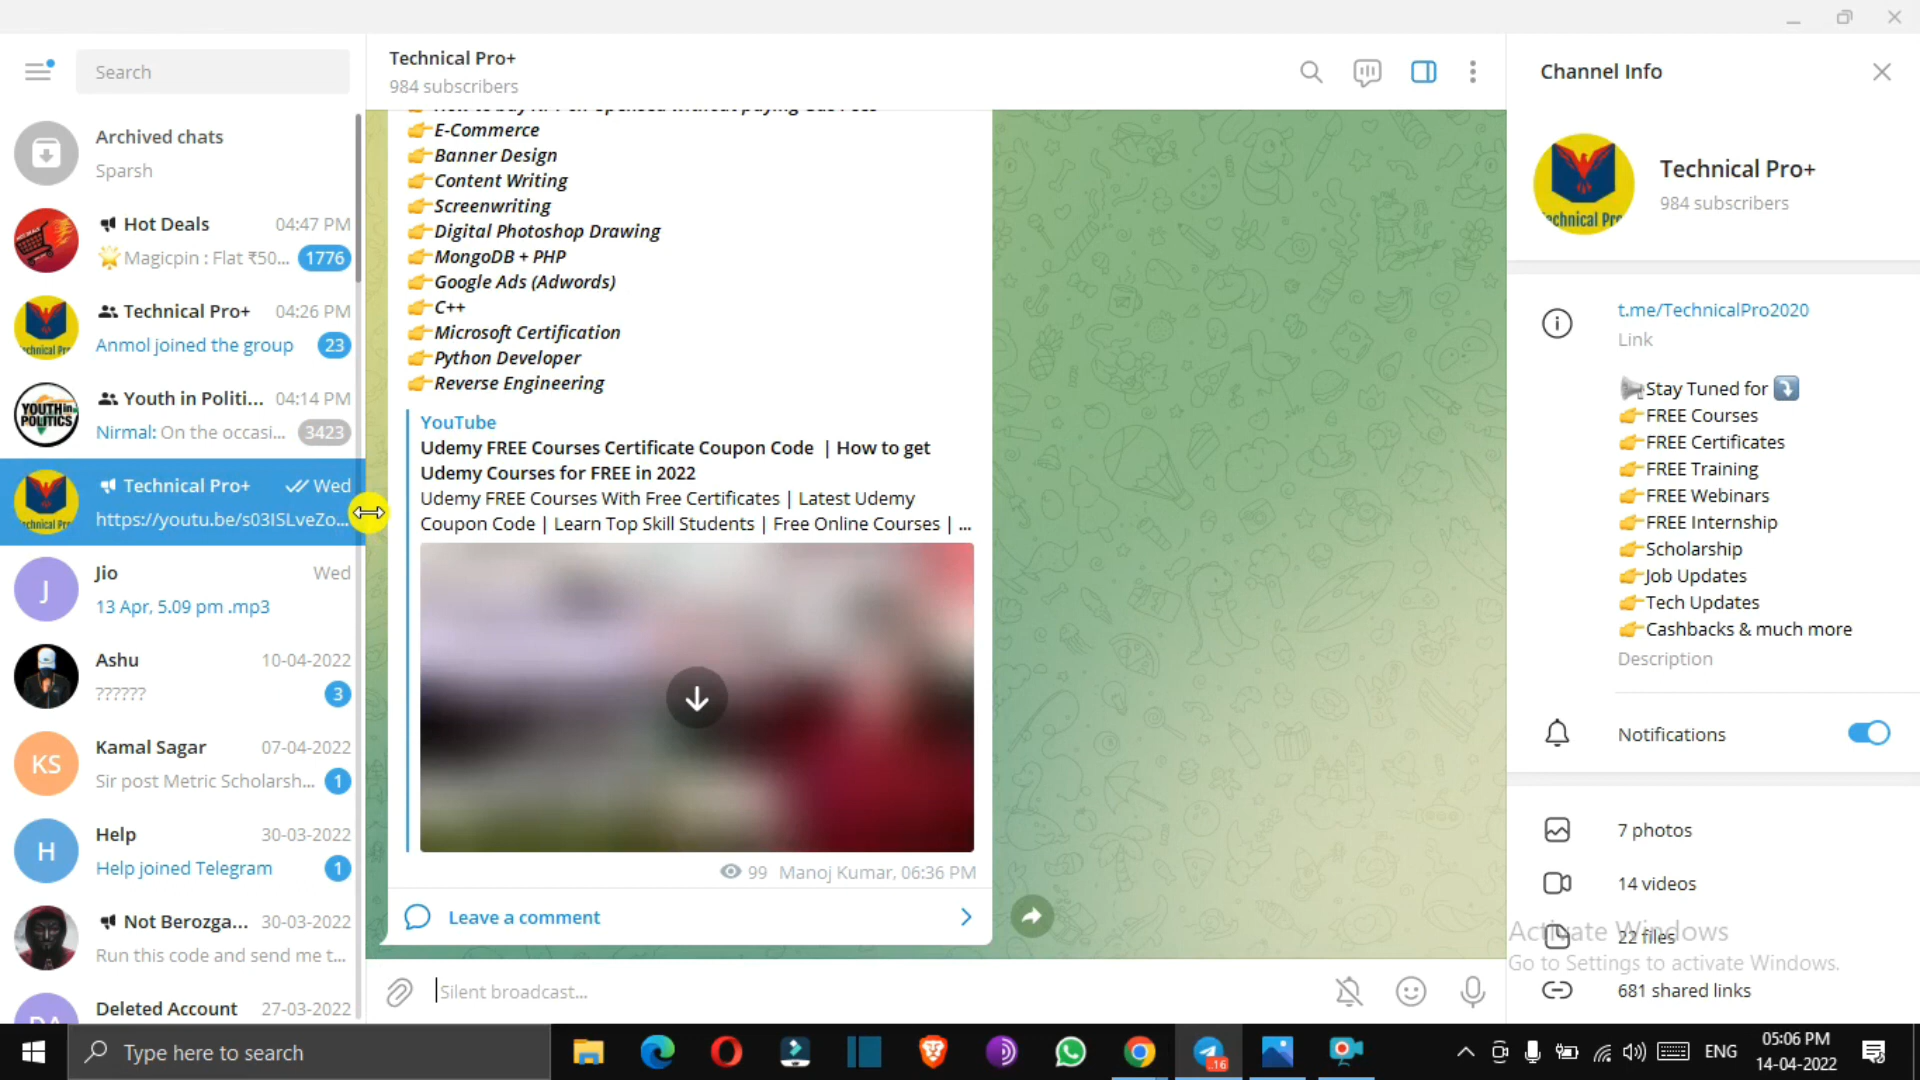 Search
Archived chats
Sparsh
Hot Deals 04:47 PM
Magicpin : Flat ₹50... 1776
Technical Pro+ 04:26 PM
Anmol joined the group 23
Youth in Politi... 04:14 PM
Nirmal: On the occasi... 3423
YOUTH in POLITICS
Technical Pro+ Wed
https://youtu.be/s03ISLveZo...
Jio Wed
J
13 Apr, 5.09 pm .mp3
Ashu 10-04-2022
?????? 3
Kamal Sagar 07-04-2022
KS
Sir post Metric Scholarsh... 1
Help 30-03-2022
H
Help joined Telegram 1
Not Berozga... 30-03-2022
Run this code and send me t...
Deleted Account 27-03-2022
DA
Technical Pro+
984 subscribers
E-Commerce
Banner Design
Content Writing
Screenwriting
Digital Photoshop Drawing
MongoDB + PHP
Google Ads (Adwords)
C++
Microsoft Certification
Python Developer
Reverse Engineering
YouTube
Udemy FREE Courses Certificate Coupon Code | How to get
Udemy Courses for FREE in 2022
Udemy FREE Courses With Free Certificates | Latest Udemy
Coupon Code | Learn Top Skill Students | Free Online Courses | ...
99 Manoj Kumar, 06:36 PM
Leave a comment
Silent broadcast...
Channel Info
Technical Pro+
984 subscribers
t.me/TechnicalPro2020
Link
Stay Tuned for
FREE Courses
FREE Certificates
FREE Training
FREE Webinars
FREE Internship
Scholarship
Job Updates
Tech Updates
Cashbacks & much more
Description
Notifications
7 photos
14 videos
Activate Windows
22 files
Go to Settings to activate Windows.
681 shared links
Type here to search
16
ENG
05:06 PM
14-04-2022